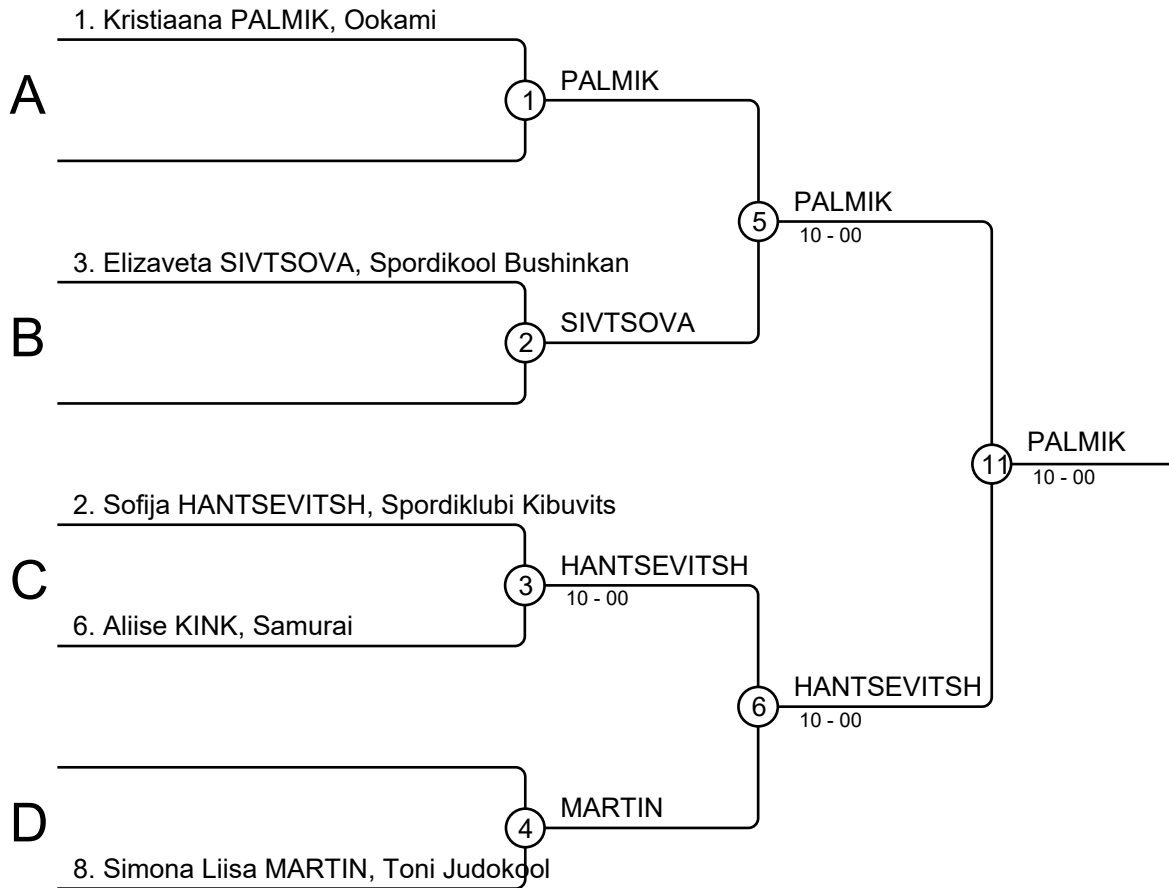 1. Kristiaana PALMIK, Ookami
A
1
PALMIK
5
PALMIK
10 - 00
3. Elizaveta SIVTSOVA, Spordikool Bushinkan
B
2
SIVTSOVA
11
PALMIK
10 - 00
2. Sofija HANTSEVITSH, Spordiklubi Kibuvits
C
3
HANTSEVITSH
10 - 00
6. Aliise KINK, Samurai
6
HANTSEVITSH
10 - 00
D
4
MARTIN
8. Simona Liisa MARTIN, Toni Judokool